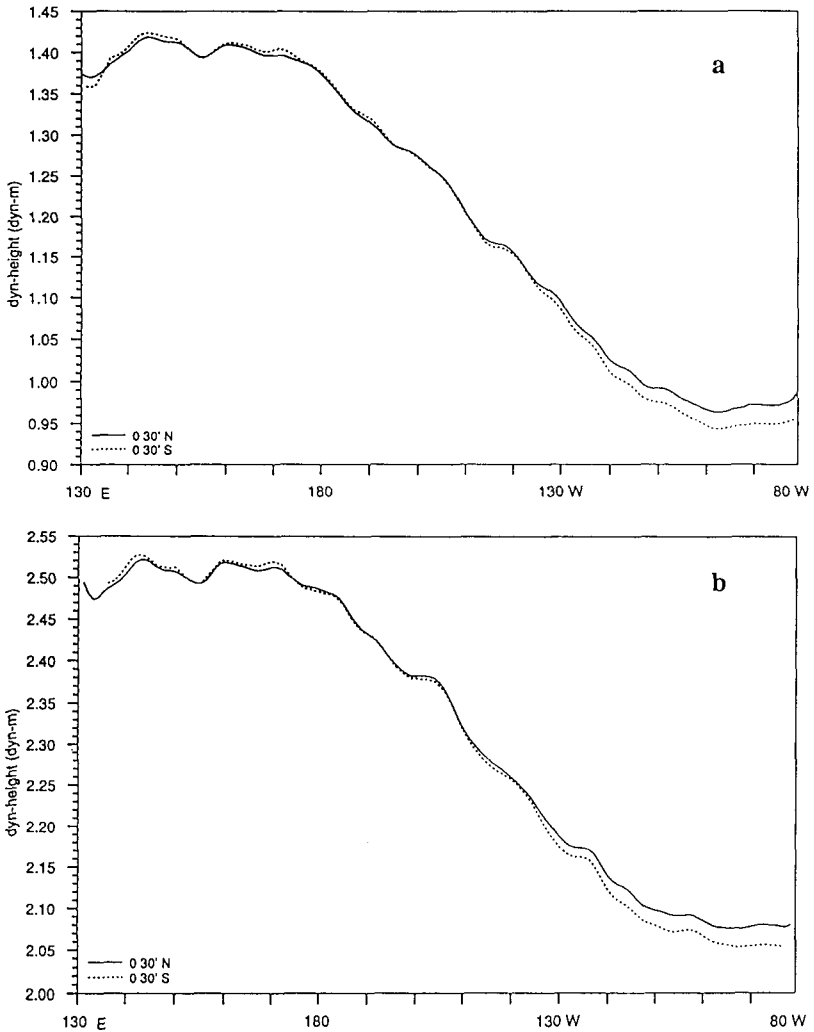 1.45
1.40
1.35
1.30
1.25
1.20
1.15
1.10
1.05
1.00
0.95
0.90
dyn-height (dyn-m)
a
0 30' N
0 30' S
130 E 180 130 W 80 W
2.55
2.50
2.45
2.40
2.35
2.30
2.25
2.20
2.15
2.10
2.05
2.00
dyn-height (dyn-m)
b
0 30' N
0 30' S
130 E 180 130 W 80 W